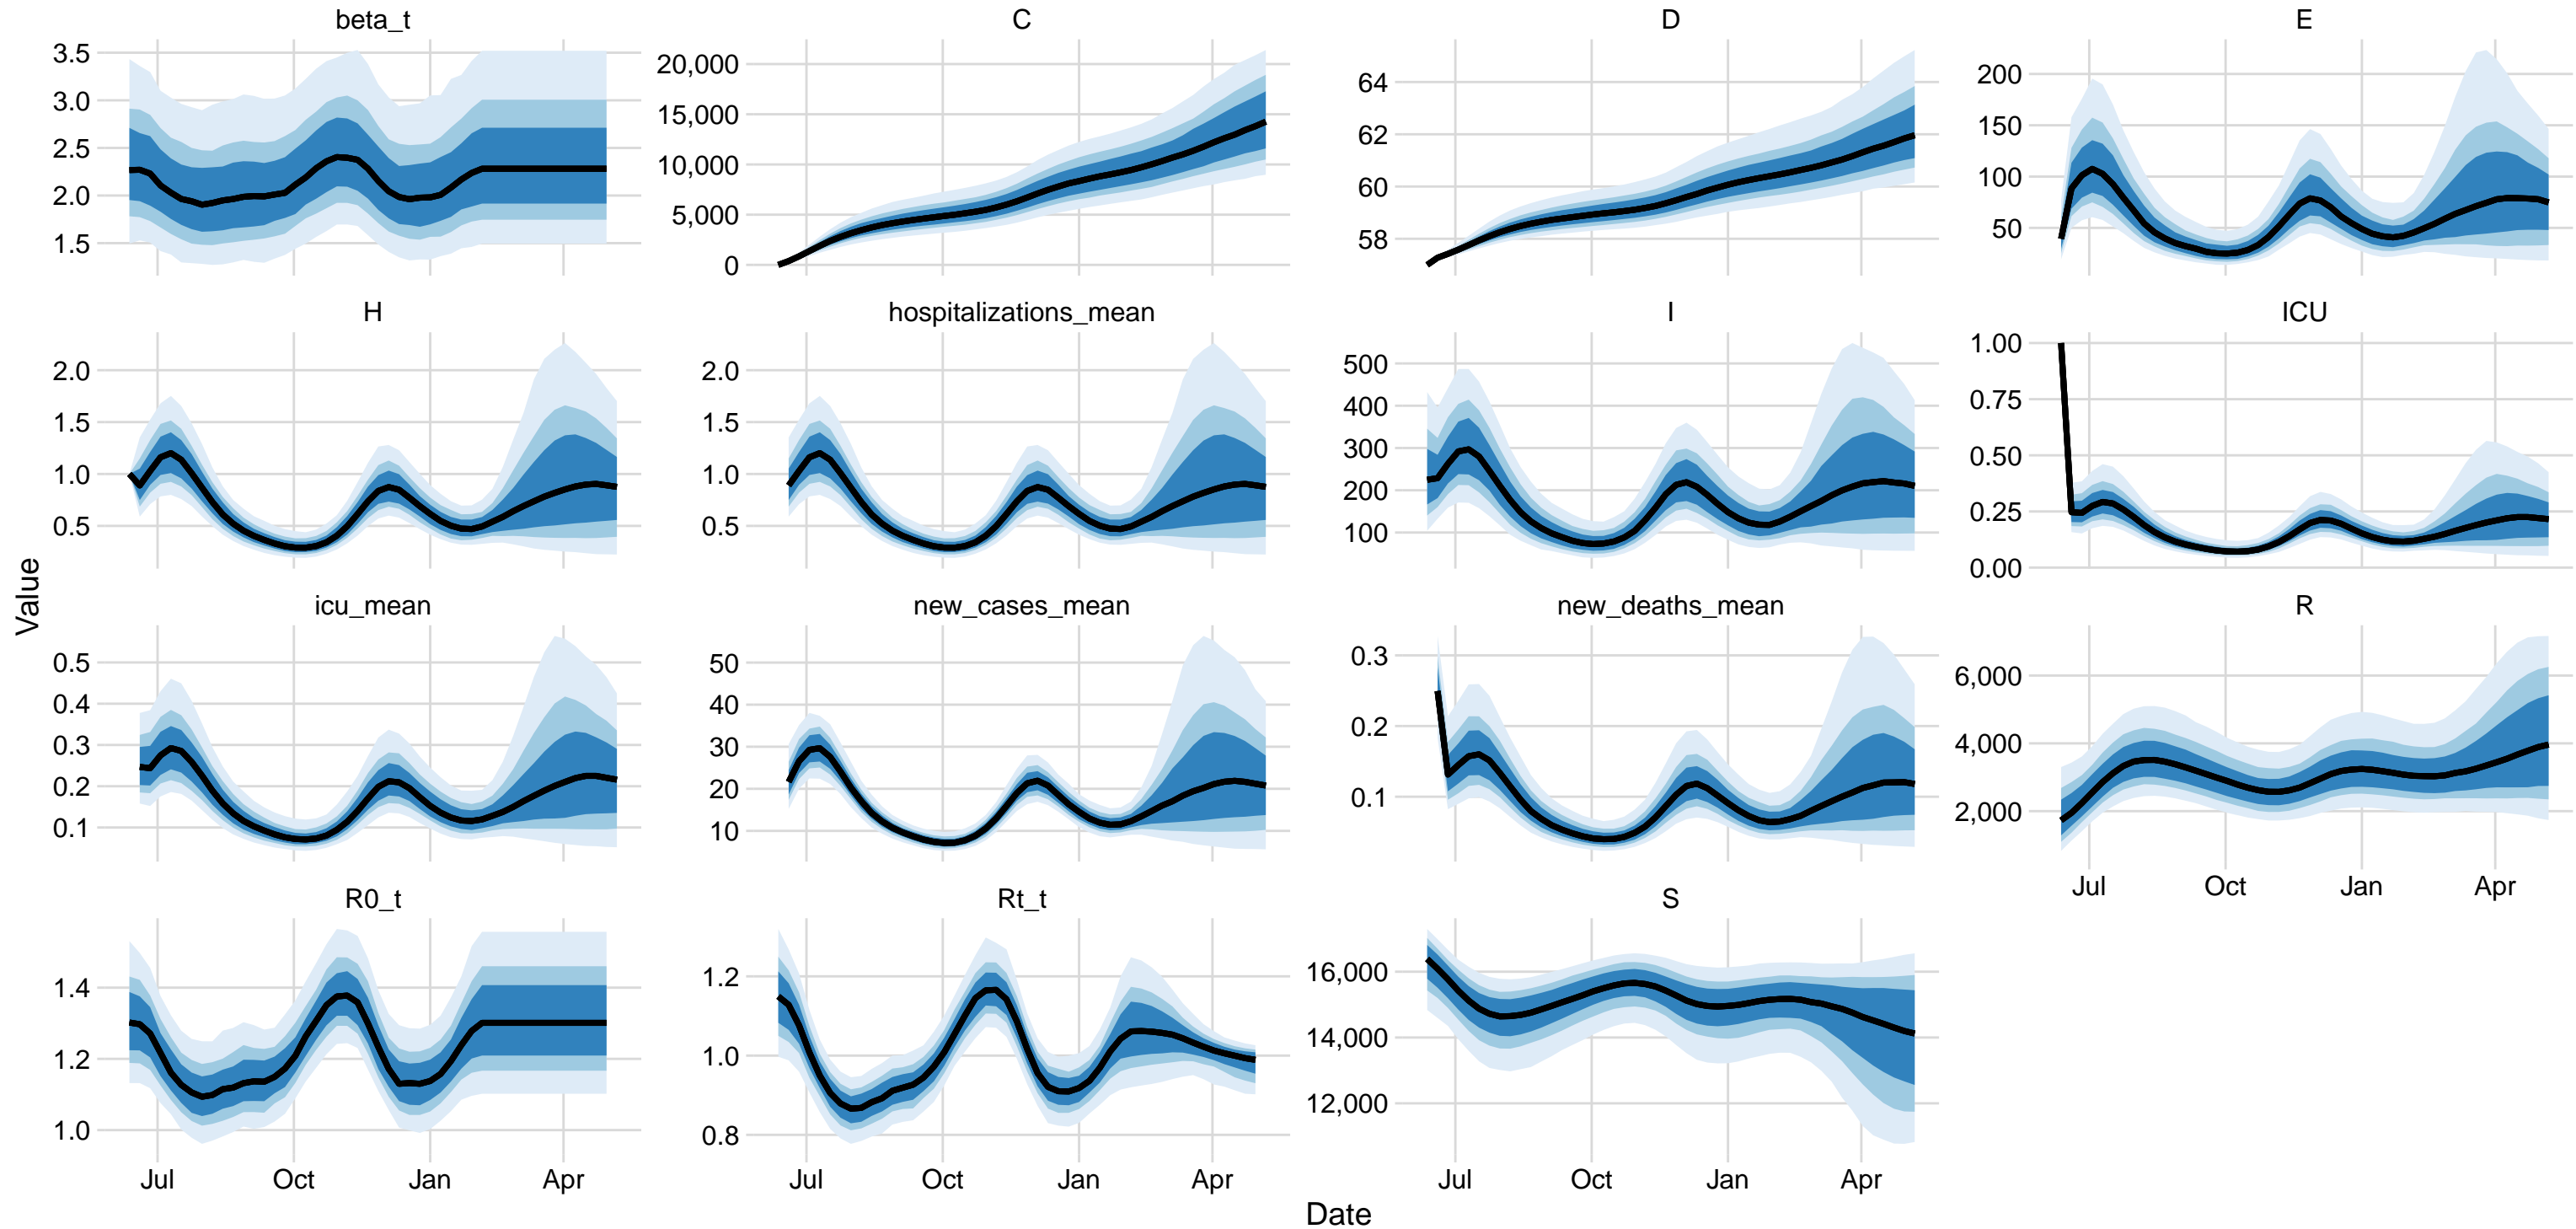 beta_t
C
D
E
3.5
3.0
2.5
2.0
1.5
20,000
15,000
10,000
5,000
0
64
62
60
58
200
150
100
50
H
hospitalizations_mean
I
ICU
2.0
1.5
1.0
0.5
2.0
1.5
1.0
0.5
500
400
300
200
100
1.00
0.75
0.50
0.25
0.00
icu_mean
new_cases_mean
new_deaths_mean
R
0.5
0.4
0.3
0.2
0.1
50
40
30
20
10
0.3
0.2
0.1
6,000
4,000
2,000
Jul Oct Jan Apr
R0_t
Rt_t
S
1.4
1.2
1.0
1.2
1.0
0.8
16,000
14,000
12,000
Jul Oct Jan Apr
Jul Oct Jan Apr
Jul Oct Jan Apr
Value
Date